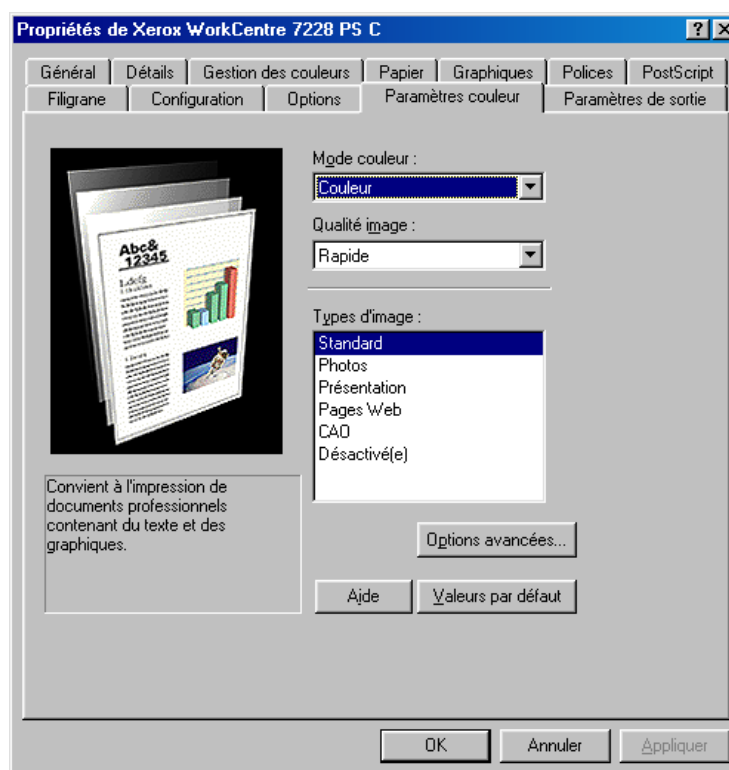 Propriétés de Xerox WorkCentre 7228 PS C
Général Détails Gestion des couleurs Papier Graphiques Polices PostScript
Filigrane Configuration Options Paramètres couleur Paramètres de sortie
Mode couleur :
Couleur
Qualité image :
Rapide
Types d'image :
Standard
Photos
Présentation
Pages Web
CAO
Désactivé(e)
Abc&
12345
Convient à l'impression de
documents professionnels
contenant du texte et des
graphiques.
Options avancées...
Aide Valeurs par défaut
OK Annuler Appliquer